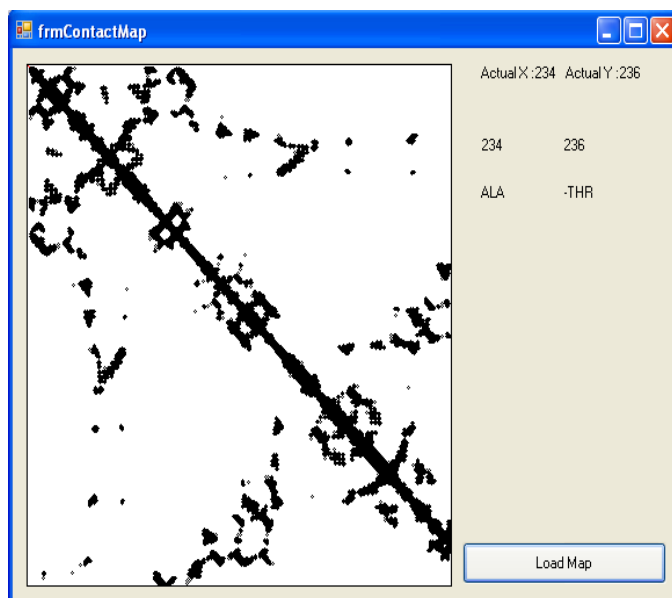 frmContactMap
Actual X :234 Actual Y :236
234 236
ALA -THR
Load Map